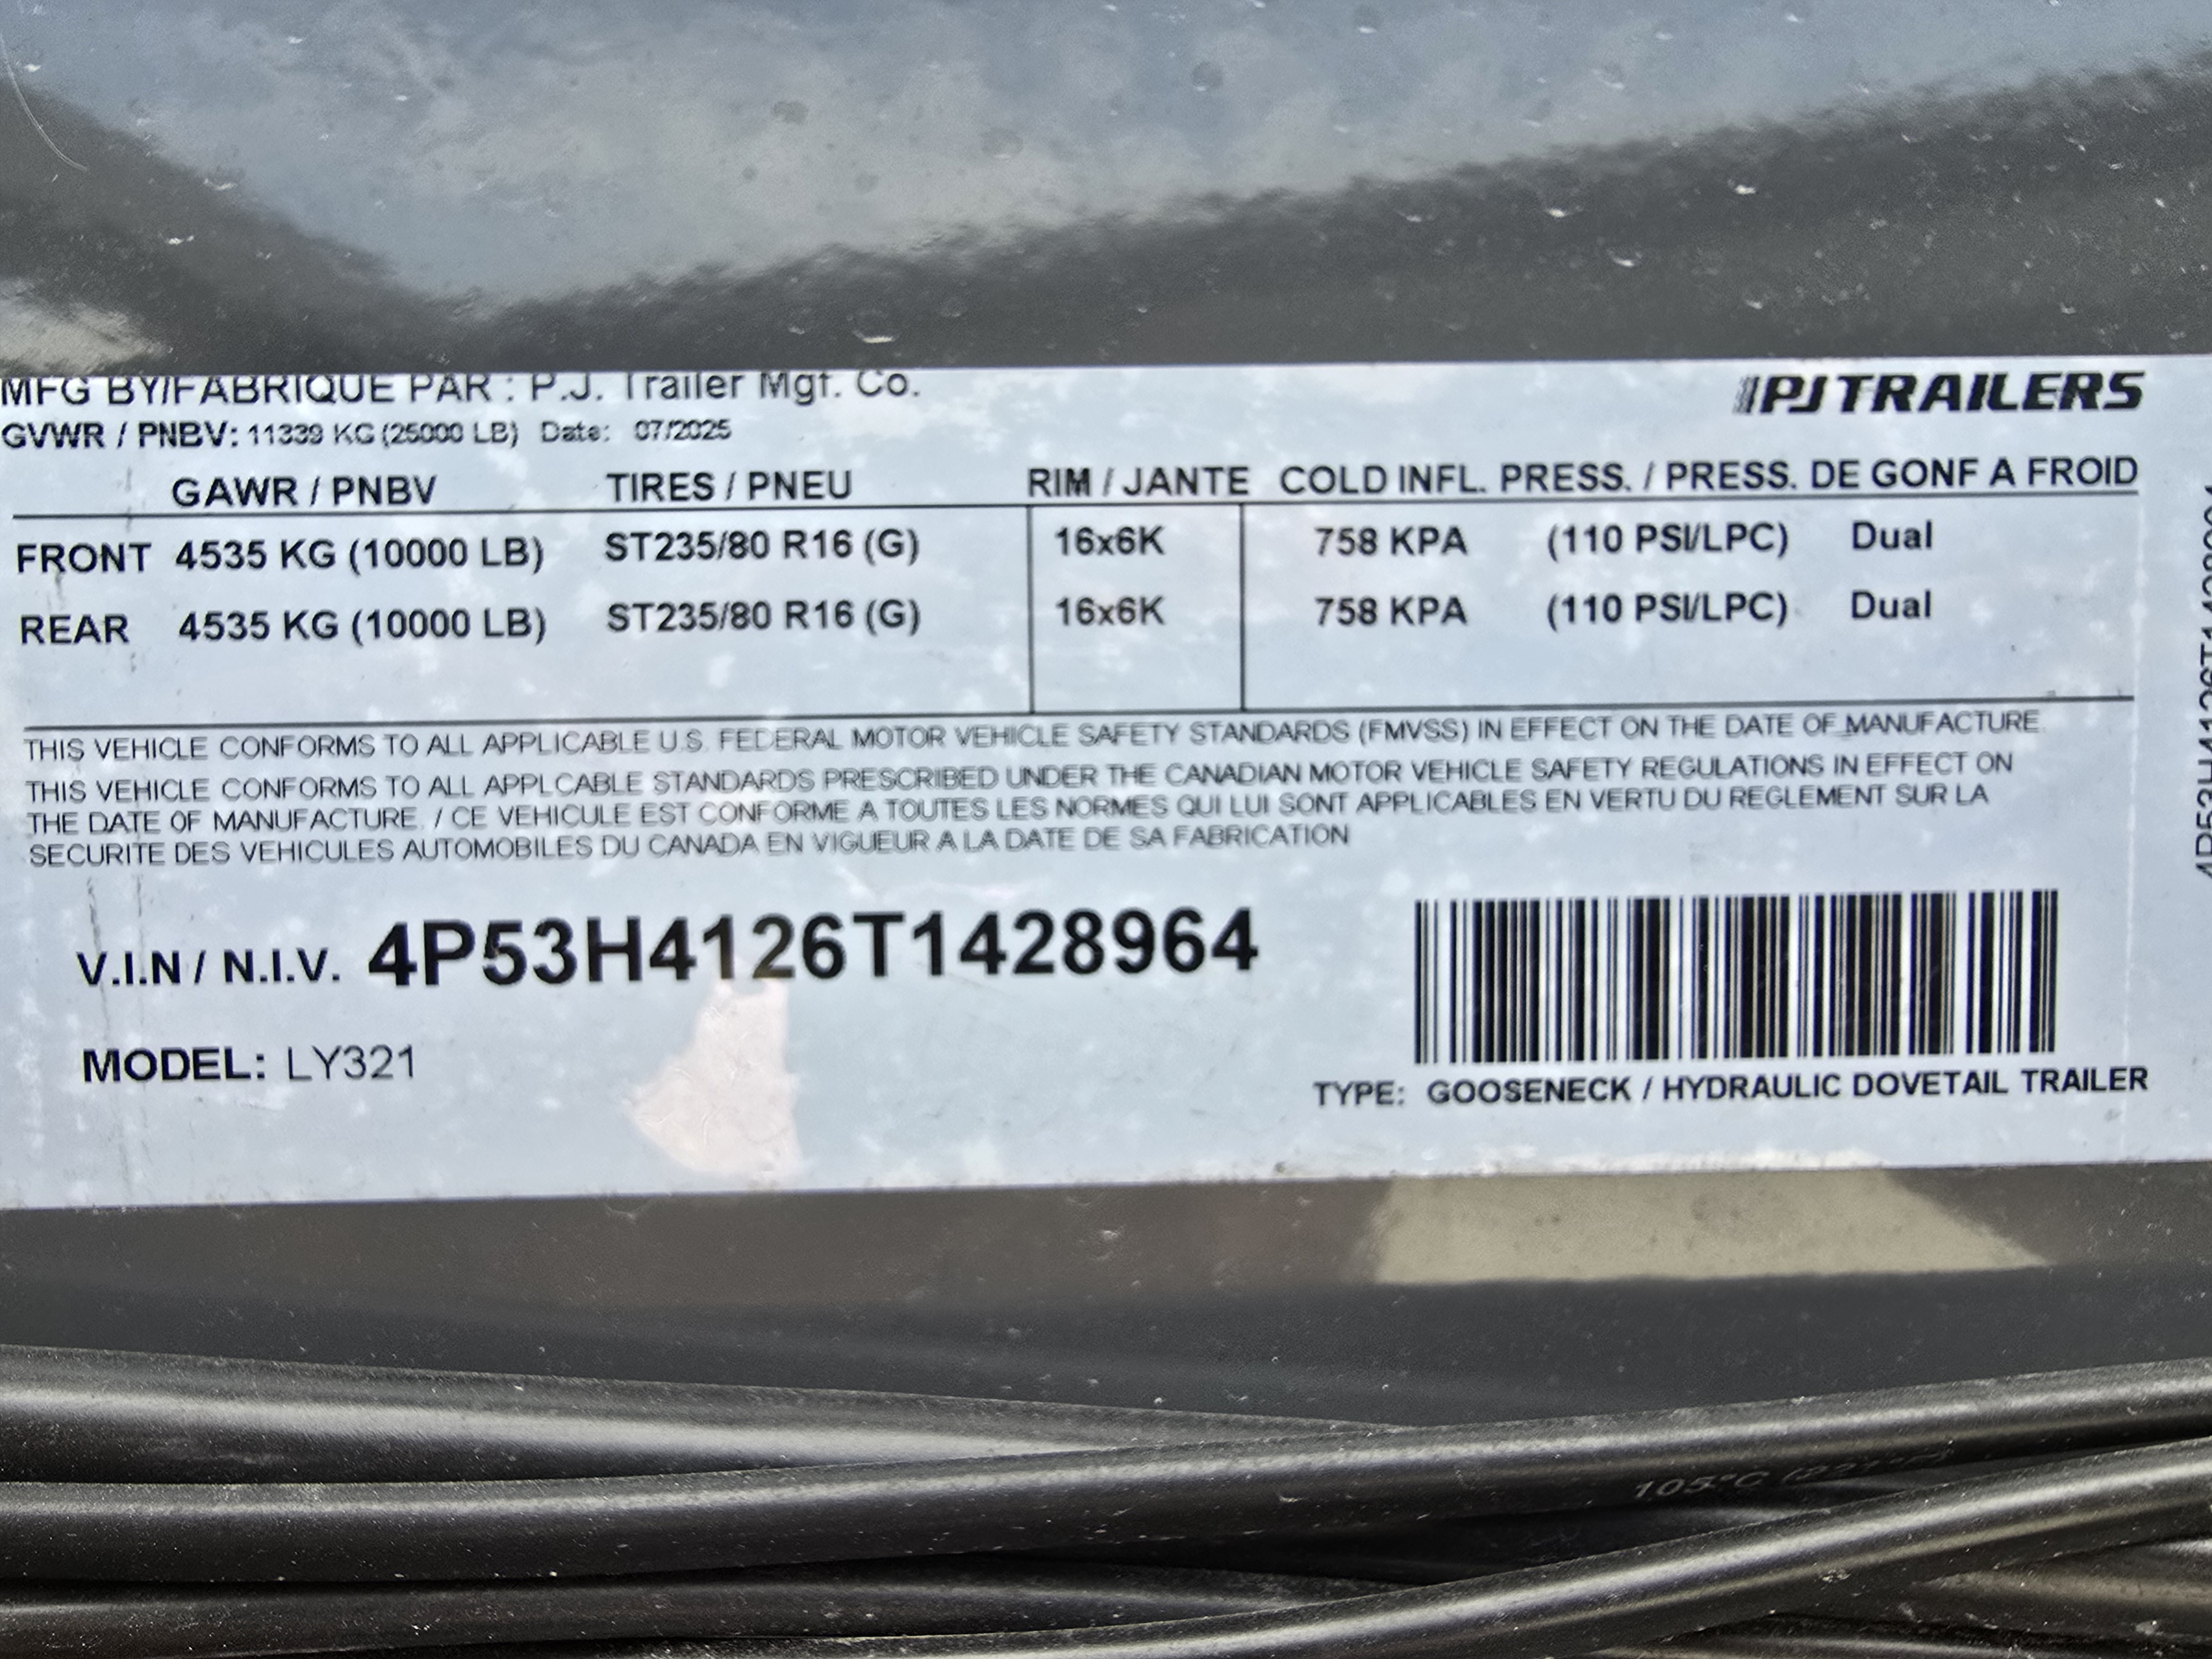 MFG BY/FABRIQUE PAR : P.J. Trailer Mgt. Co.
PJ TRAILERS
GVWR / PNBV: 11339 KG (25000 LB) Date: 07/2025
GAWR / PNBV TIRES / PNEU RIM / JANTE COLD INFL. PRESS. / PRESS. DE GONF A FROID
FRONT 4535 KG (10000 LB) ST235/80 R16 (G) 16x6K 758 KPA (110 PSI/LPC) Dual
REAR 4535 KG (10000 LB) ST235/80 R16 (G) 16x6K 758 KPA (110 PSI/LPC) Dual
THIS VEHICLE CONFORMS TO ALL APPLICABLE U.S. FEDERAL MOTOR VEHICLE SAFETY STANDARDS (FMVSS) IN EFFECT ON THE DATE OF MANUFACTURE.
THIS VEHICLE CONFORMS TO ALL APPLCABLE STANDARDS PRESCRIBED UNDER THE CANADIAN MOTOR VEHICLE SAFETY REGULATIONS IN EFFECT ON
THE DATE OF MANUFACTURE. / CE VEHICULE EST CONFORME A TOUTES LES NORMES QUI LUI SONT APPLICABLES EN VERTU DU REGLEMENT SUR LA
SECURITE DES VEHICULES AUTOMOBILES DU CANADA EN VIGUEUR A LA DATE DE SA FABRICATION
V.I.N / N.I.V. 4P53H4126T1428964
MODEL: LY321
TYPE: GOOSENECK / HYDRAULIC DOVETAIL TRAILER
105°C